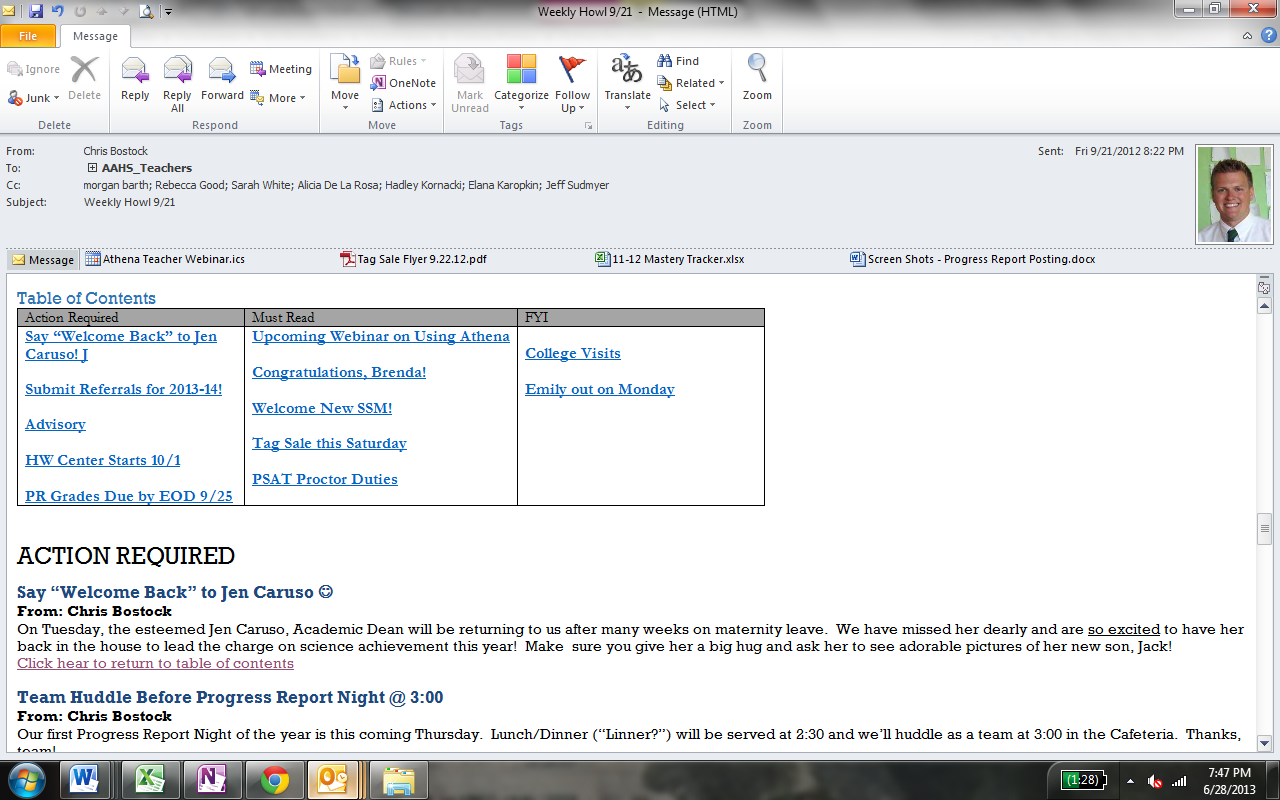 Weekly Howl 9/21 - Message (HTML)
File Message
Ignore
Junk
Delete
Delete
Reply
Reply All
Forward
Meeting
More
Respond
Move
Rules
OneNote
Actions
Move
Mark Unread
Categorize
Follow Up
Tags
Translate
Find
Related
Select
Editing
Zoom
Zoom
From: Chris Bostock
Sent: Fri 9/21/2012 8:22 PM
To: AAHS_Teachers
Cc: morgan barth; Rebecca Good; Sarah White; Alicia De La Rosa; Hadley Kornacki; Elana Karopkin; Jeff Sudmyer
Subject: Weekly Howl 9/21
Message Athena Teacher Webinar.ics Tag Sale Flyer 9.22.12.pdf 11-12 Mastery Tracker.xlsx Screen Shots - Progress Report Posting.docx
Table of Contents
Action Required
Say “Welcome Back” to Jen
Caruso! J
Submit Referrals for 2013-14!
Advisory
HW Center Starts 10/1
PR Grades Due by EOD 9/25
Must Read
Upcoming Webinar on Using Athena
Congratulations, Brenda!
Welcome New SSM!
Tag Sale this Saturday
PSAT Proctor Duties
FYI
College Visits
Emily out on Monday
ACTION REQUIRED
Say “Welcome Back” to Jen Caruso ☺
From: Chris Bostock
On Tuesday, the esteemed Jen Caruso, Academic Dean will be returning to us after many weeks on maternity leave. We have missed her dearly and are so excited to have her
back in the house to lead the charge on science achievement this year! Make sure you give her a big hug and ask her to see adorable pictures of her new son, Jack!
Click hear to return to table of contents
Team Huddle Before Progress Report Night @ 3:00
From: Chris Bostock
Our first Progress Report Night of the year is this coming Thursday. Lunch/Dinner (“Linner?”) will be served at 2:30 and we’ll huddle as a team at 3:00 in the Cafeteria. Thanks,
team!
(1:28)
7:47 PM
6/28/2013